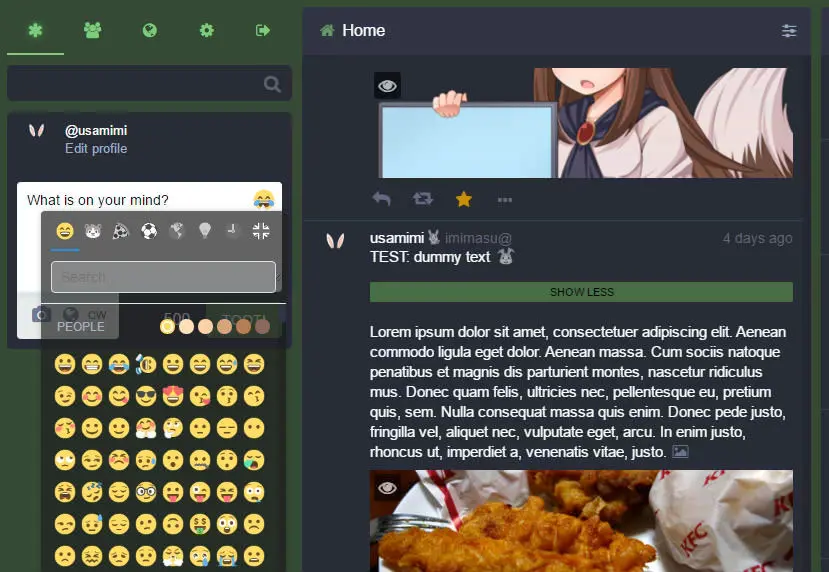 Home
@usamimi
Edit profile
What is on your mind?
Search
CW
500
TOOT!
PEOPLE
usamimi imimasu@
4 days ago
TEST: dummy text
SHOW LESS
Lorem ipsum dolor sit amet, consectetuer adipiscing elit. Aenean
commodo ligula eget dolor. Aenean massa. Cum sociis natoque
penatibus et magnis dis parturient montes, nascetur ridiculus
mus. Donec quam felis, ultricies nec, pellentesque eu, pretium
quis, sem. Nulla consequat massa quis enim. Donec pede justo,
fringilla vel, aliquet nec, vulputate eget, arcu. In enim justo,
rhoncus ut, imperdiet a, venenatis vitae, justo.
KFC
KFC